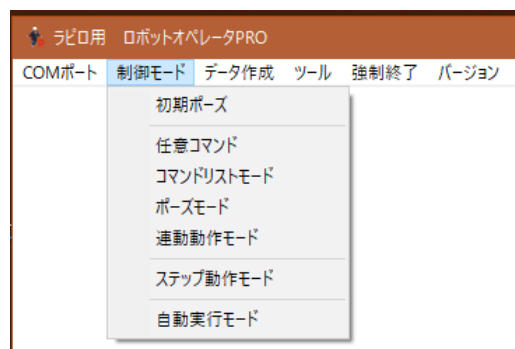 ラピロ用 ロボットオペレータPRO
COMポート 制御モード データ作成 ツール 強制終了 バージョン
初期ポーズ
任意コマンド
コマンドリストモード
ポーズモード
連動動作モード
ステップ動作モード
自動実行モード